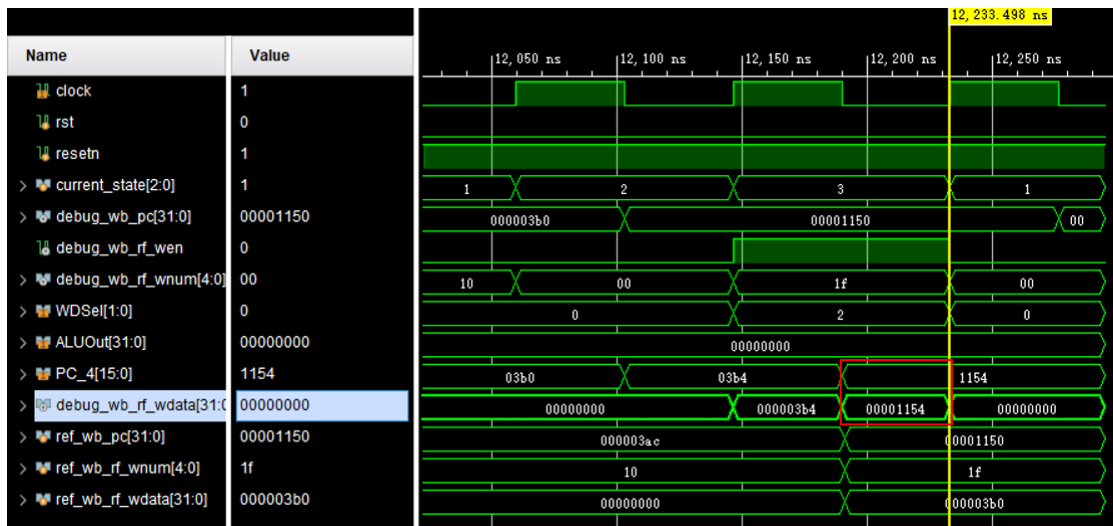 12,233.498 ns
Name Value 12,050 ns 12,100 ns 12,150 ns 12,200 ns 12,250 ns
clock 1
rst 0
resetn 1
current_state[2:0] 1 1 2 3 1
debug_wb_pc[31:0] 00001150 000003b0 00001150 00
debug_wb_rf_wen 0
debug_wb_rf_wnum[4:0] 00 10 00 1f 00
WDSel[1:0] 0 0 2 0
ALUOut[31:0] 00000000 00000000
PC_4[15:0] 1154 03b0 03b4 1154
debug_wb_rf_wdata[31:0 00000000 00000000 000003b4 00001154 00000000
ref_wb_pc[31:0] 00001150 000003ac 00001150
ref_wb_rf_wnum[4:0] 1f 10 1f
ref_wb_rf_wdata[31:0] 000003b0 00000000 000003b0